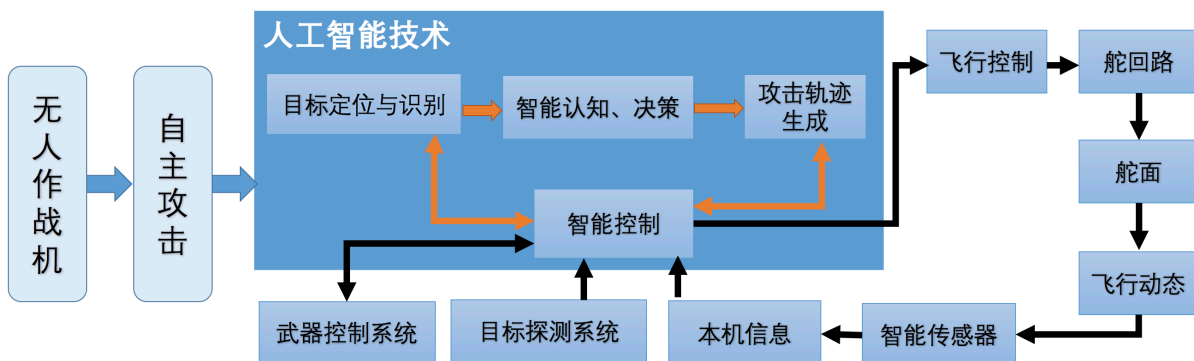 无人作战机
自主攻击
人工智能技术
目标定位与识别
智能认知、决策
攻击轨迹
生成
智能控制
飞行控制
舵回路
舵面
飞行动态
智能传感器
本机信息
目标探测系统
武器控制系统